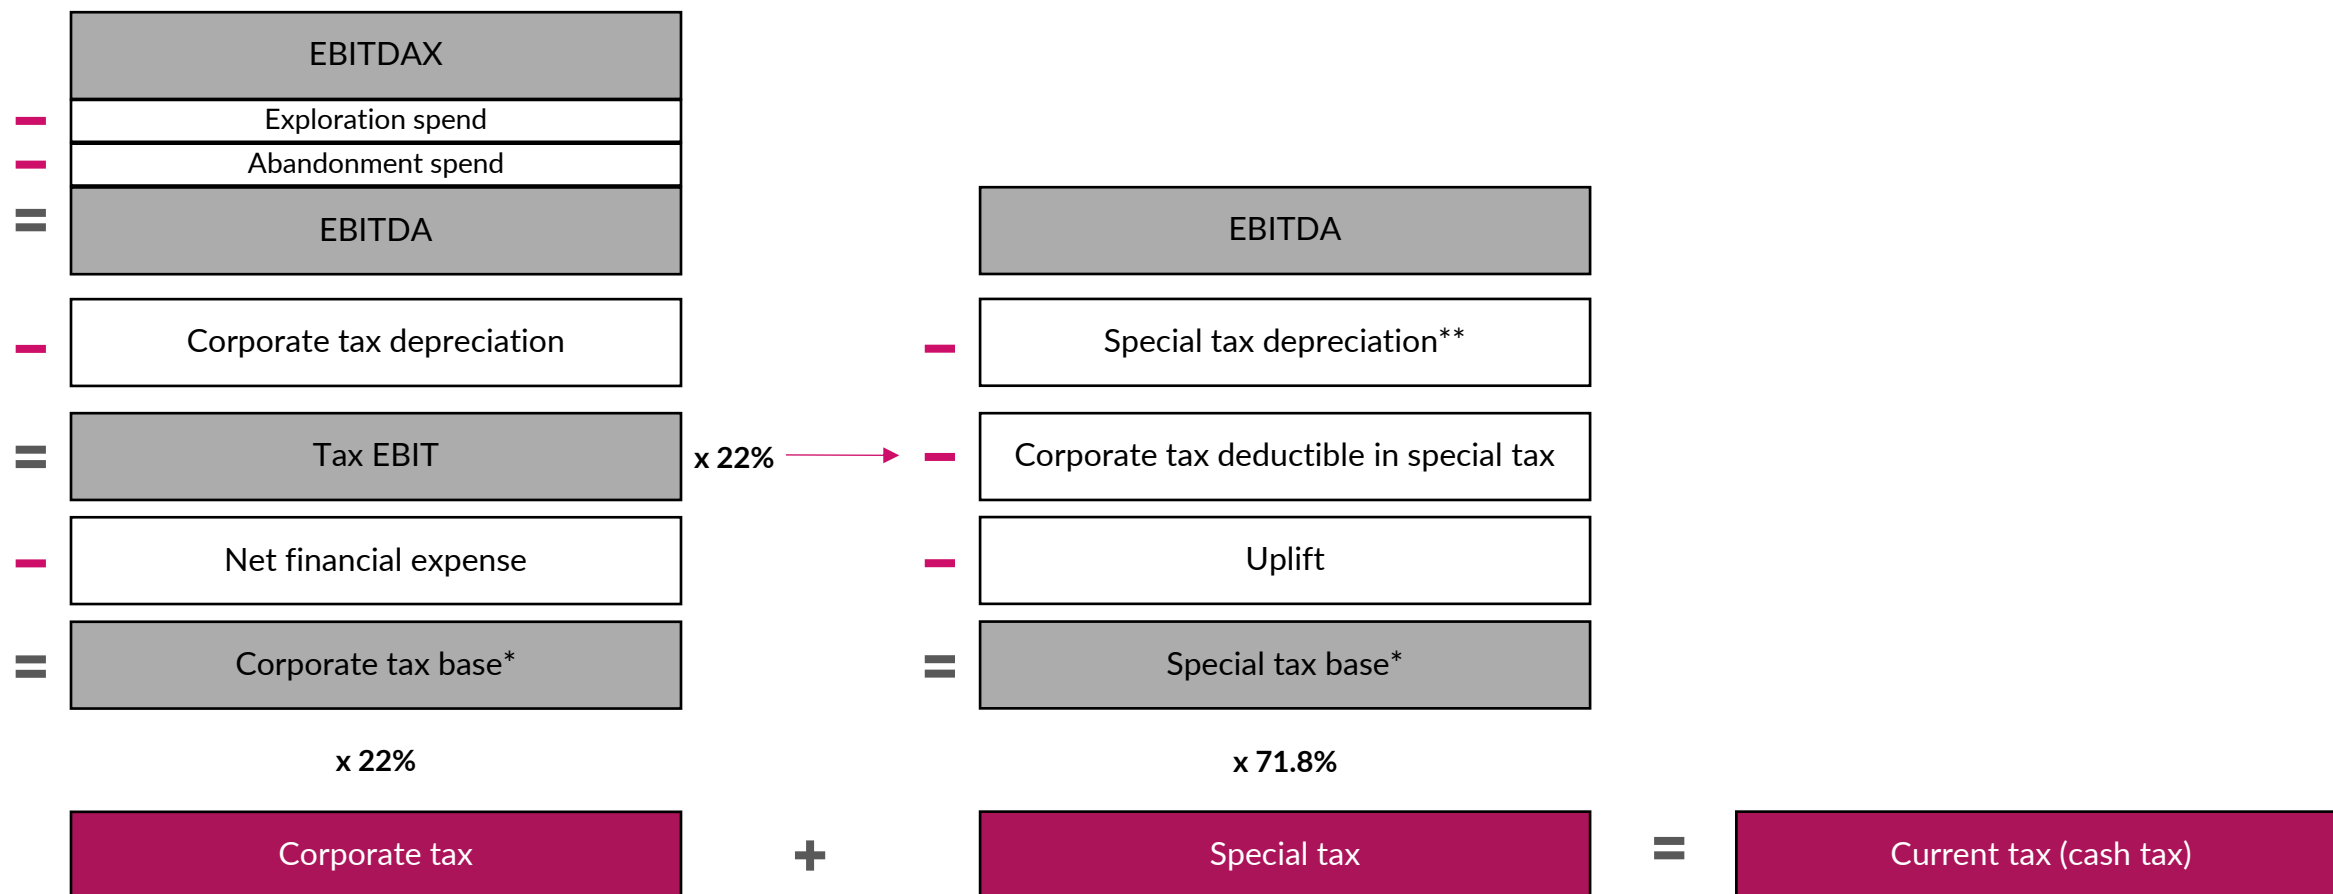 EBITDAX
− Exploration spend
− Abandonment spend
= EBITDA
− Corporate tax depreciation
= Tax EBIT x 22%
− Net financial expense
= Corporate tax base*
x 22%
Corporate tax
+
EBITDA
− Special tax depreciation**
− Corporate tax deductible in special tax
− Uplift
= Special tax base*
x 71.8%
Special tax
=
Current tax (cash tax)